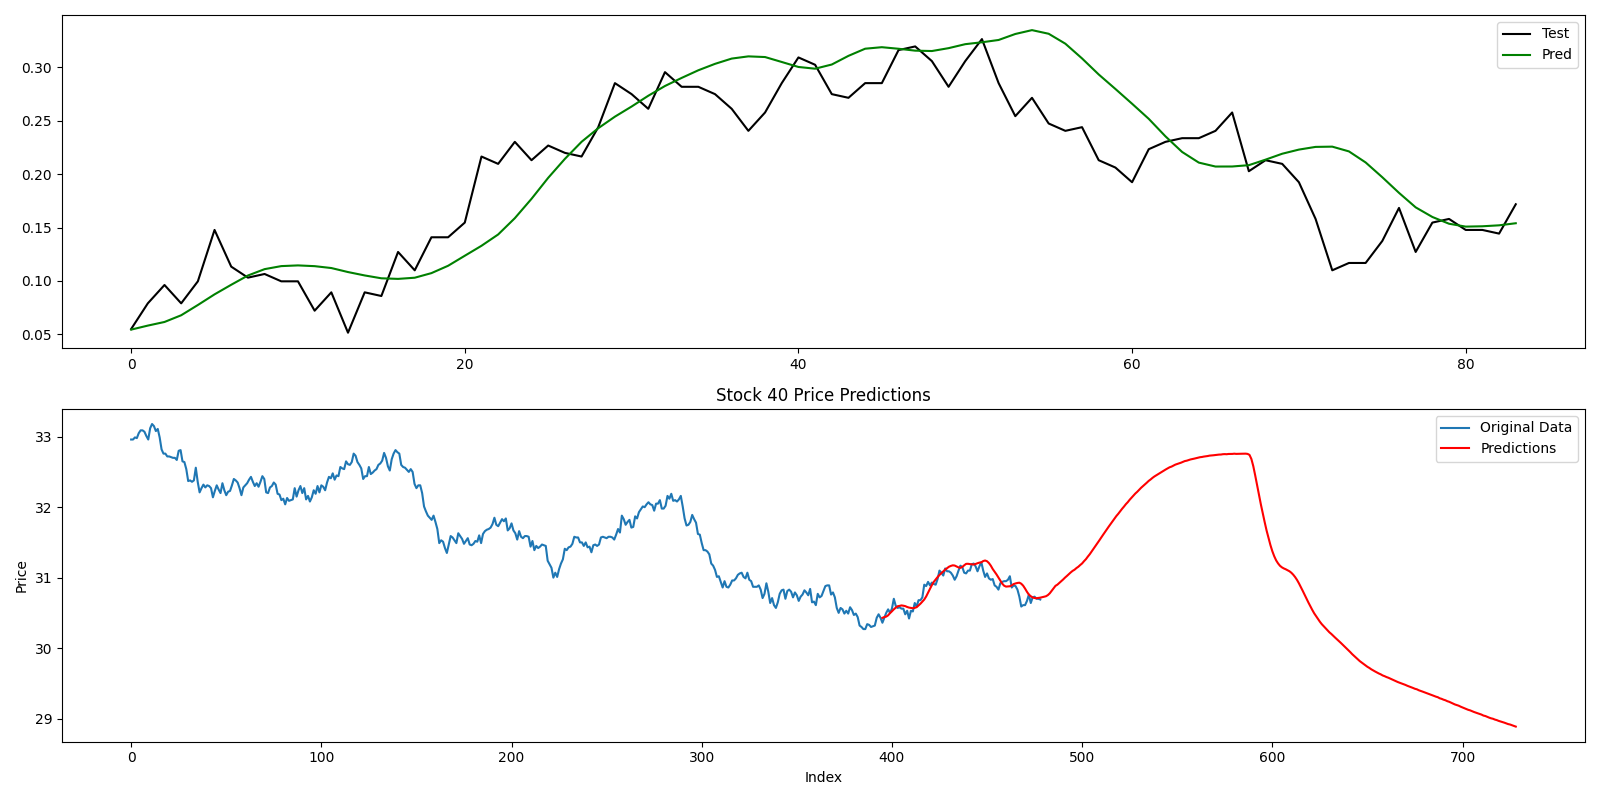 Test
Pred
0.30
0.25
0.20
0.15
0.10
0.05
0 20 40 60 80
Stock 40 Price Predictions
Original Data
Predictions
33
32
31
30
29
Price
0 100 200 300 400 500 600 700
Index